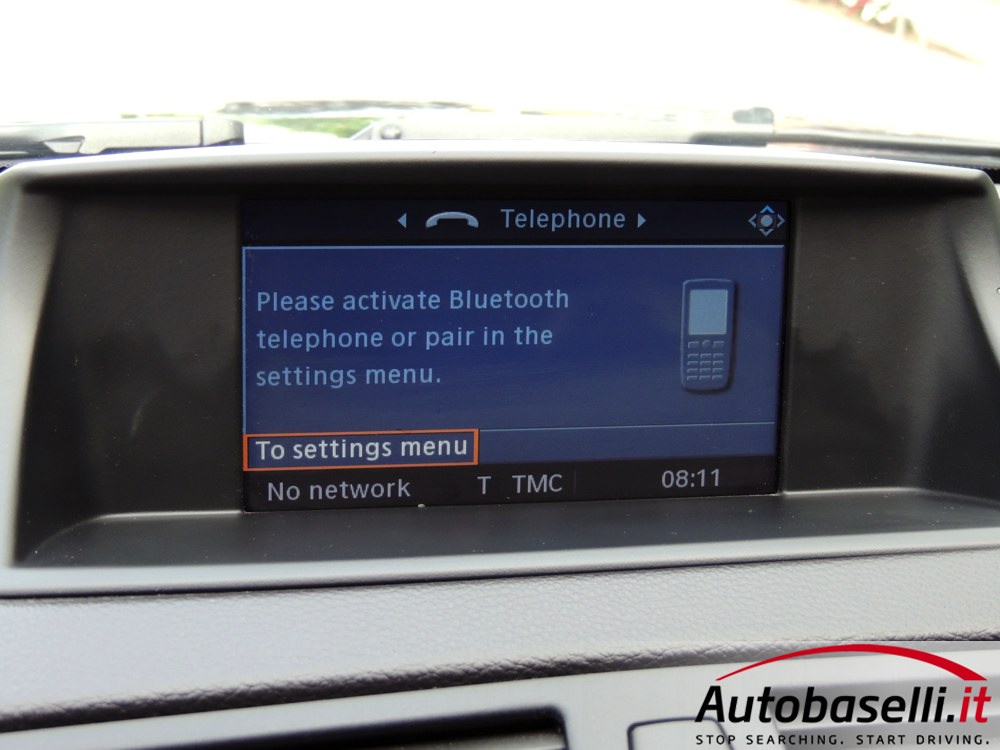 Telephone
Please activate Bluetooth
telephone or pair in the
settings menu.
To settings menu
No network T TMC 08:11
Autobaselli.it
STOP SEARCHING. START DRIVING.